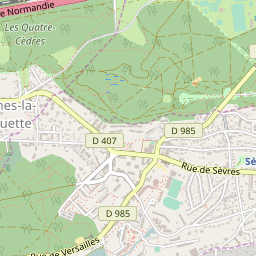 e Normandie
Les Quatre
Cèdres
nes-la-
uette
D 407
D 985
Rue de Sèvres
Sè
D 985
Rue de Versailles